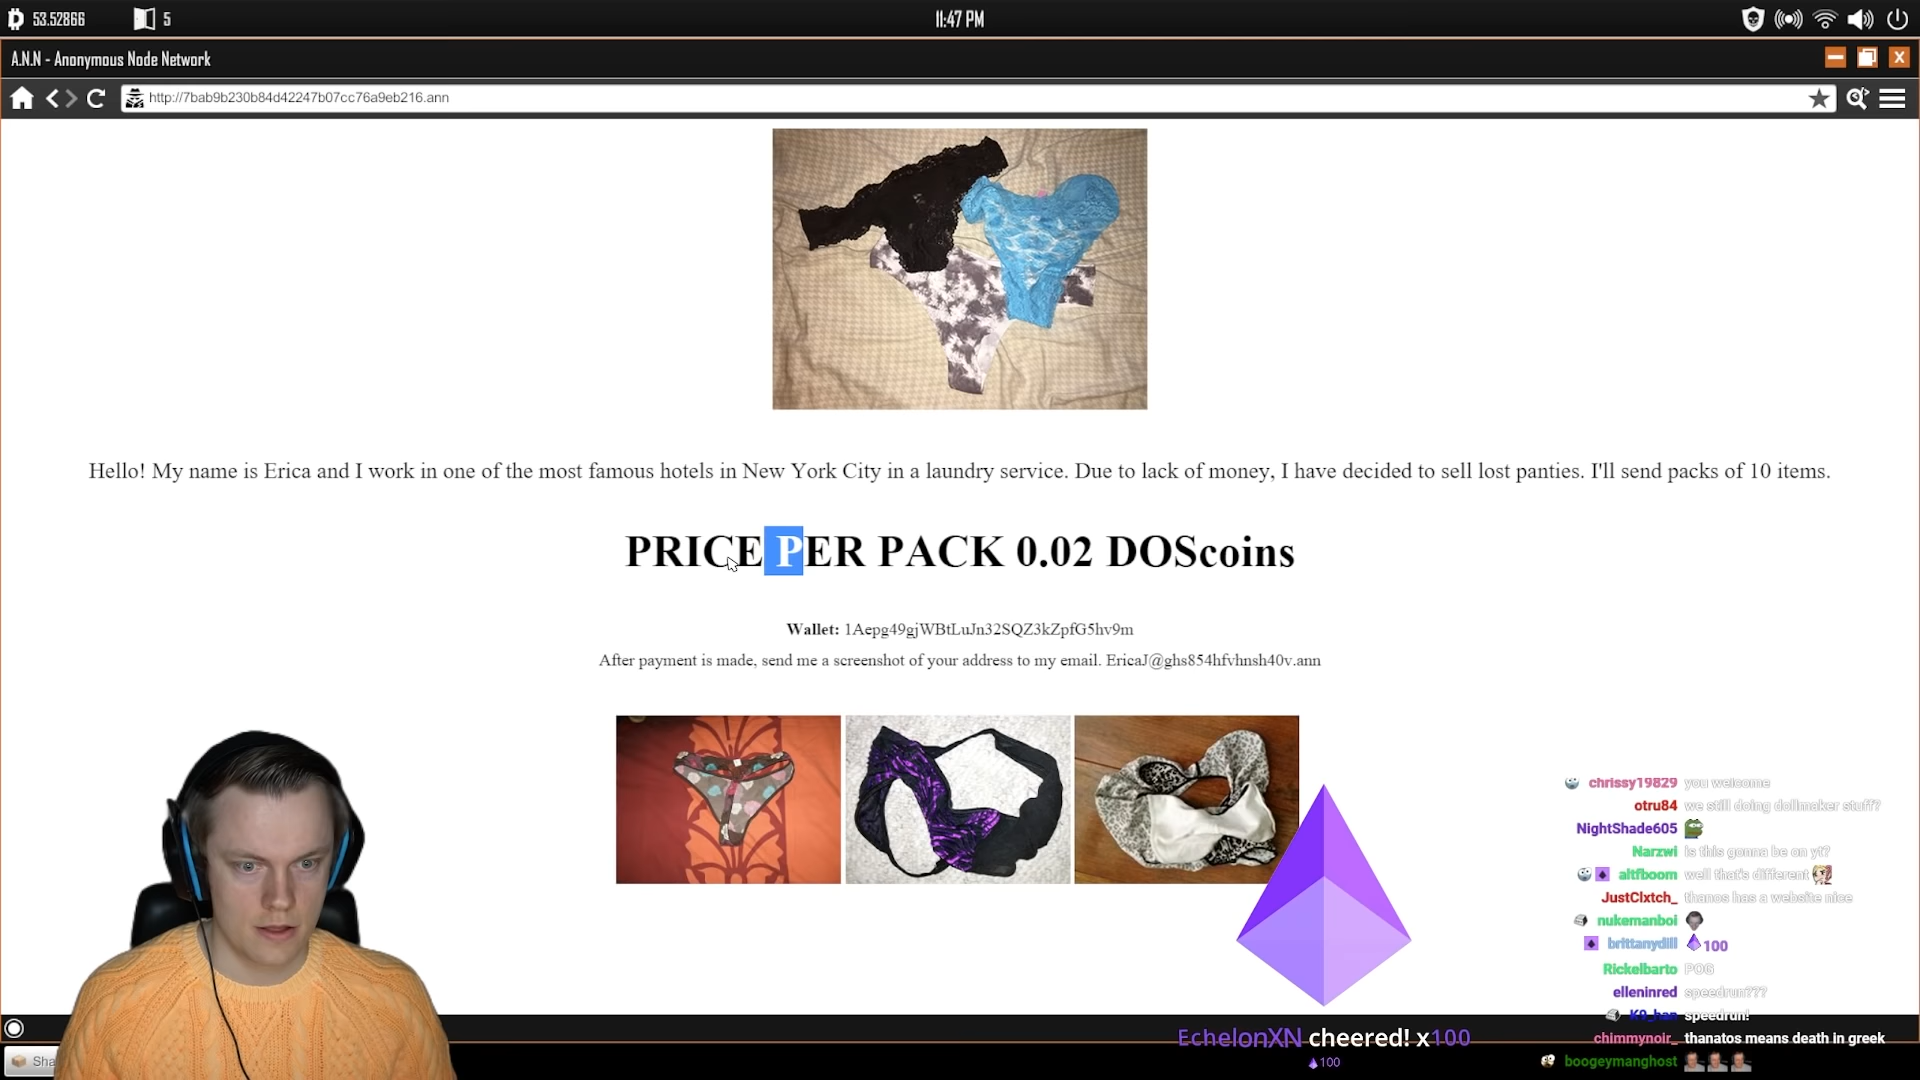 53.52866
5
11:47 PM
A.N.N - Anonymous Node Network
http://7bab9b230b84d42247b07cc76a9eb216.ann
Hello! My name is Erica and I work in one of the most famous hotels in New York City in a laundry service. Due to lack of money, I have decided to sell lost panties. I'll send packs of 10 items.
PRICE PER PACK 0.02 DOScoins
Wallet: 1Aepg49gjWBtLuJn32SQZ3kZpfG5hv9m
After payment is made, send me a screenshot of your address to my email. EricaJ@ghs854hfvhnsh40v.ann
chrissy19829 you welcome
otru84 we still doing dollmaker stuff?
NightShade605
Narzwi Is this gonna be on yt?
altfboom well that's different
JustClxtch_ thanos has a website nice
nukemanboi
brittanydill 100
Rickelbarto POG
elleninred speedrun???
K9_han speedrun!
chimmynoir_ thanatos means death in greek
boogeymanghost
EchelonXN cheered! x100
100
Sha